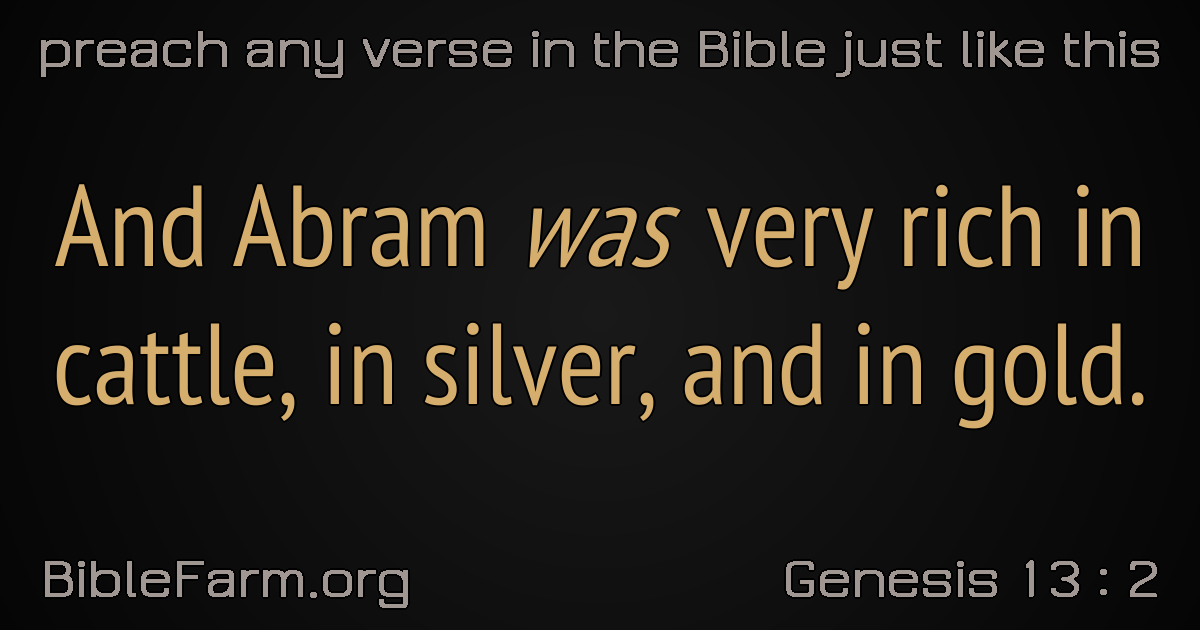 preach any verse in the Bible just like this
And Abram was very rich in
cattle, in silver, and in gold.
BibleFarm.org
Genesis 13 : 2